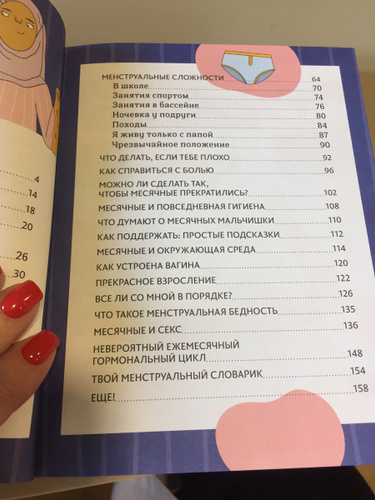 МЕНСТРУАЛЬНЫЕ СЛОЖНОСТИ 64
В школе 70
Занятия спортом 74
Занятия в бассейне 76
Ночевка у подруги 80
Походы 84
Я живу только с папой 87
Чрезвычайное положение 90
ЧТО ДЕЛАТЬ, ЕСЛИ ТЕБЕ ПЛОХО 92
КАК СПРАВИТЬСЯ С БОЛЬЮ 96
МОЖНО ЛИ СДЕЛАТЬ ТАК,
ЧТОБЫ МЕСЯЧНЫЕ ПРЕКРАТИЛИСЬ? 102
МЕСЯЧНЫЕ И ПОВСЕДНЕВНАЯ ГИГИЕНА 108
ЧТО ДУМАЮТ О МЕСЯЧНЫХ МАЛЬЧИШКИ 110
КАК ПОДДЕРЖАТЬ: ПРОСТЫЕ ПОДСКАЗКИ 112
МЕСЯЧНЫЕ И ОКРУЖАЮЩАЯ СРЕДА 114
КАК УСТРОЕНА ВАГИНА 120
ПРЕКРАСНОЕ ВЗРОСЛЕНИЕ 122
ВСЕ ЛИ СО МНОЙ В ПОРЯДКЕ? 126
ЧТО ТАКОЕ МЕНСТРУАЛЬНАЯ БЕДНОСТЬ 135
МЕСЯЧНЫЕ И СЕКС 136
НЕВЕРОЯТНЫЙ ЕЖЕМЕСЯЧНЫЙ
ГОРМОНАЛЬНЫЙ ЦИКЛ 148
ТВОЙ МЕНСТРУАЛЬНЫЙ СЛОВАРИК 154
ЕЩЕ! 158
4
14
18
20
26
30